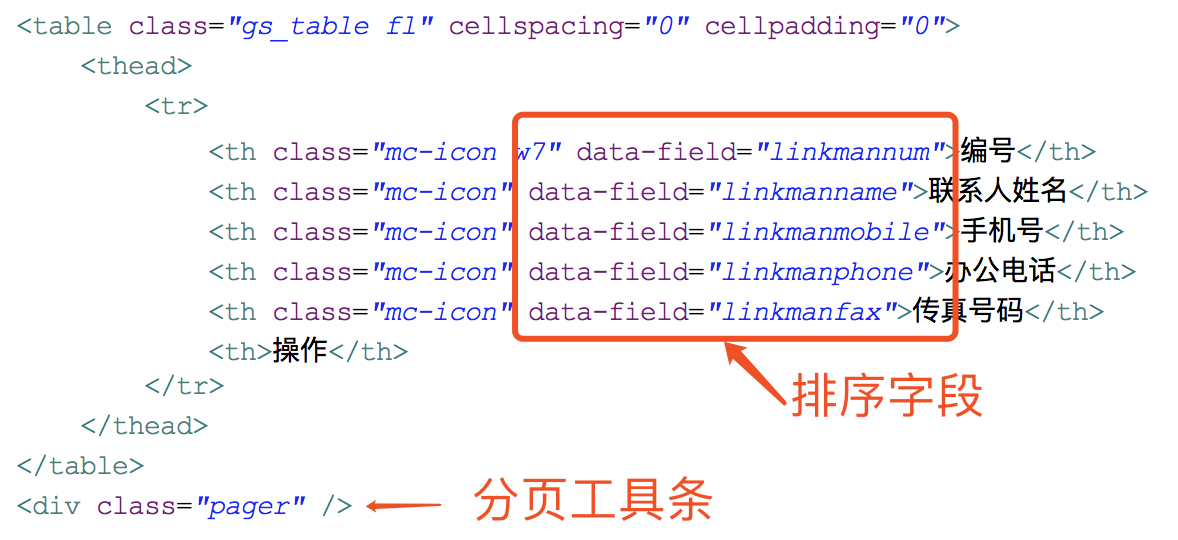 <table class="gs_table fl" cellspacing="0" cellpadding="0">
<thead>
<tr>
<th class="mc-icon w7" data-field="linkmannum">编号</th>
<th class="mc-icon" data-field="linkmanname">联系人姓名</th>
<th class="mc-icon" data-field="linkmanmobile">手机号</th>
<th class="mc-icon" data-field="linkmanphone">办公电话</th>
<th class="mc-icon" data-field="linkmanfax">传真号码</th>
<th>操作</th>
</tr>
排序字段
</thead>
</table>
<div class="pager" />
分页工具条